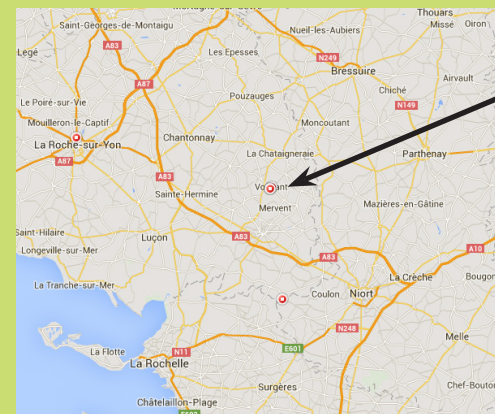 Thouars
Saint-Georges-de-Montaigu
Nueil-les-Aubiers
Missé
Oiron
Legé
A83
Les Epesses
N249
Bressuire
Airvault
A87
Pouzauges
Chiché
N149
Le Poiré-sur-Vie
Mouilleron-le-Captif
Moncoutant
La Roche-sur-Yon
Chantonnay
La Chataigneraie
Parthenay
A87
A83
Sainte-Hermine
Mervent
Mazières-en-Gâtine
Saint-Hilaire
Luçon
A83
Longeville-sur-Mer
A83
A10
La Crèche
Bougon
La Tranche-sur-Mer
Coulon
Niort
N248
Melle
La Flotte
N11
E601
La Rochelle
Surgères
Chef-Bouton
Châtelaillon-Plage
E602